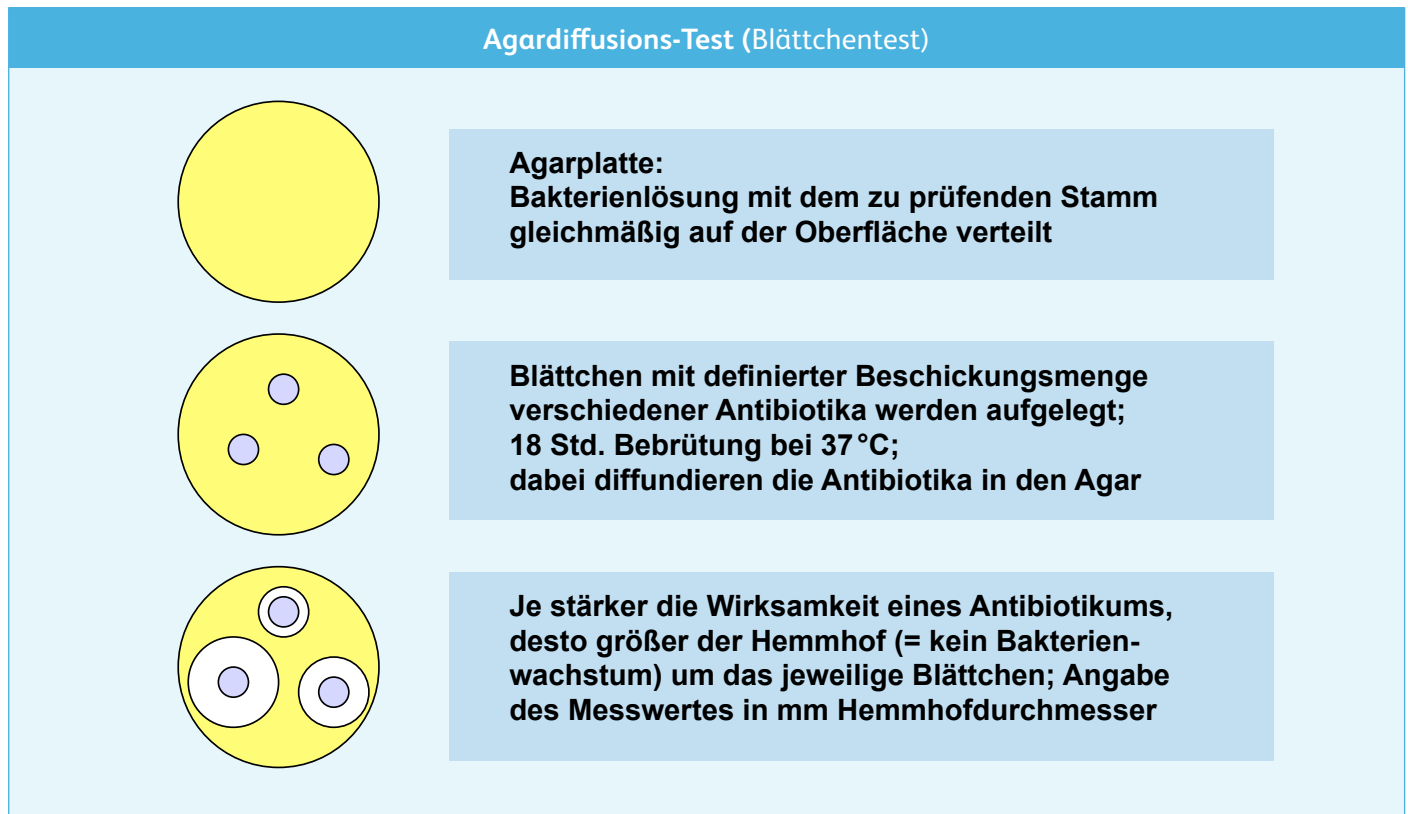 Agardiffusions-Test (Blättchentest)
Agarplatte:
Bakterienlösung mit dem zu prüfenden Stamm
gleichmäßig auf der Oberfläche verteilt
Blättchen mit definierter Beschickungsmenge
verschiedener Antibiotika werden aufgelegt;
18 Std. Bebrütung bei 37 °C;
dabei diffundieren die Antibiotika in den Agar
Je stärker die Wirksamkeit eines Antibiotikums,
desto größer der Hemmhof (= kein Bakterien-
wachstum) um das jeweilige Blättchen; Angabe
des Messwertes in mm Hemmhofdurchmesser